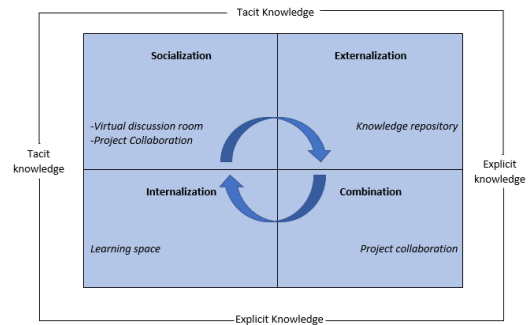 Tacit Knowledge
Socialization
Externalization
-Virtual discussion room
-Project Collaboration
Knowledge repository
Tacit
knowledge
Explicit
knowledge
Internalization
Combination
Learning space
Project collaboration
Explicit Knowledge